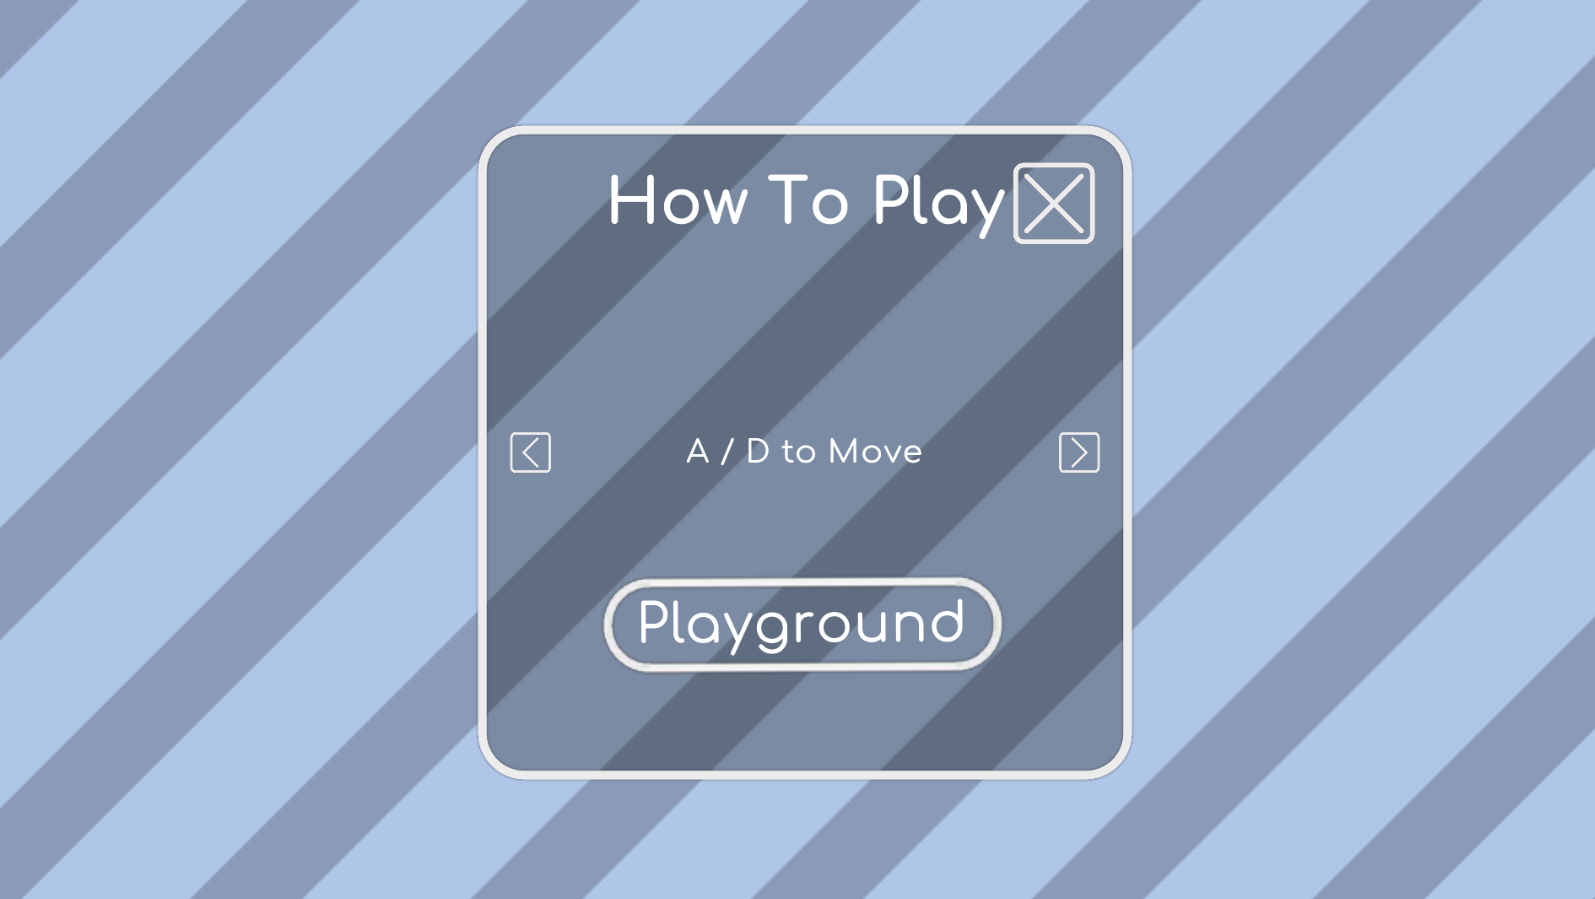 How To Play
A / D to Move
Playground